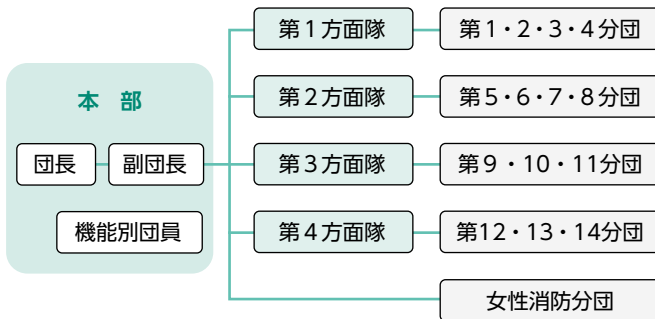 本 部
団長
副団長
機能別団員
第1方面隊
第1・2・3・4分団
第2方面隊
第5・6・7・8分団
第3方面隊
第9・10・11分団
第4方面隊
第12・13・14分団
女性消防分団